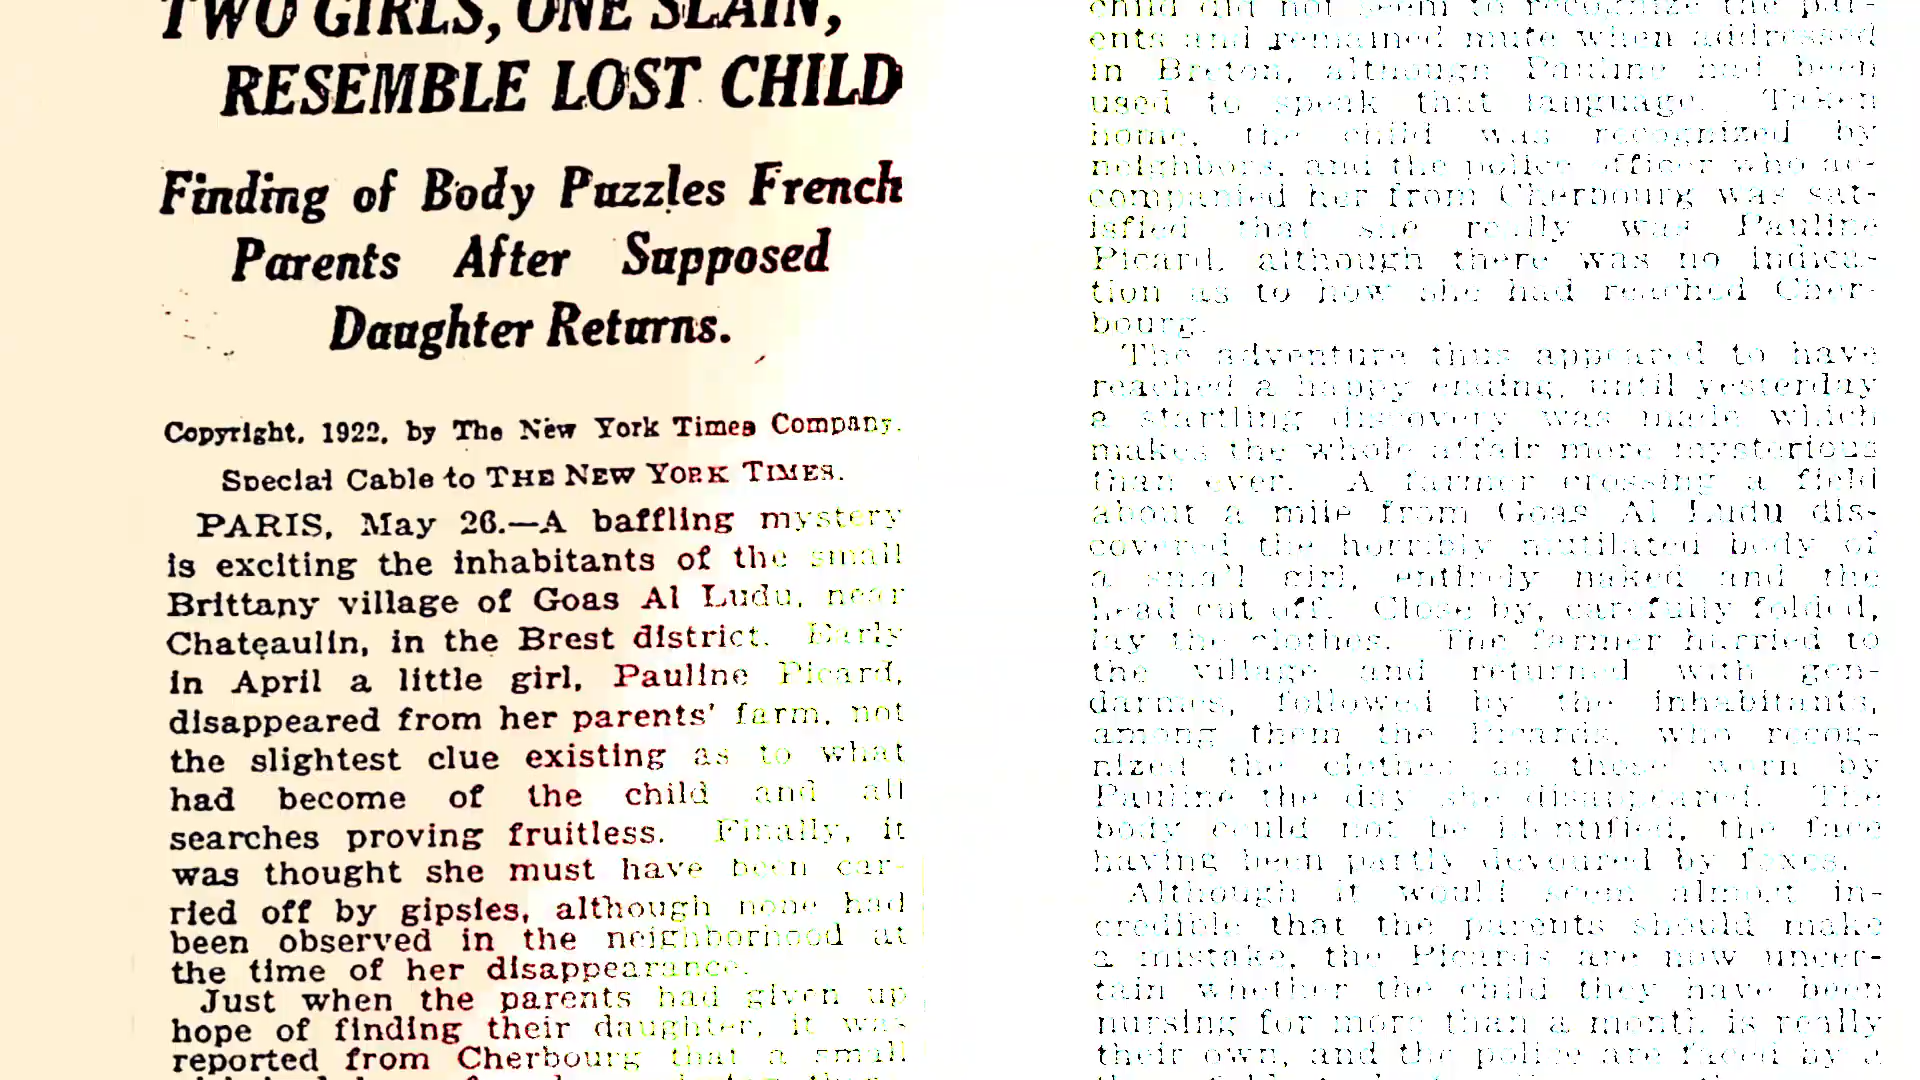 TWO GIRLS, ONE SLAIN,
RESEMBLE LOST CHILD
Finding of Body Puzzles French
Parents After Supposed
Daughter Returns.
Copyright, 1922, by The New York Times Company.
Special Cable to THE NEW YORK TIMES.
PARIS, May 26.—A baffling mystery
is exciting the inhabitants of the small
Brittany village of Goas Al Ludu, near
Chateaulin, in the Brest district. Early
in April a little girl, Pauline Picard,
disappeared from her parents' farm, not
the slightest clue existing as to what
had become of the child and all
searches proving fruitless. Finally, it
was thought she must have been car-
ried off by gipsies, although none had
been observed in the neighborhood at
the time of her disappearance.
Just when the parents had given up
hope of finding their daughter, it was
reported from Cherbourg that a small
child did not seem to recognize the par-
ents and remained mute when addressed
in Breton, although Pauline had been
used to speak that language. Taken
home, the child was recognized by
neighbors, and the police officer who ac-
companied her from Cherbourg was sat-
isfied that she really was Pauline
Picard, although there was no indica-
tion as to how she had reached Cher-
bourg.
The adventure thus appeared to have
reached a happy ending, until yesterday
a startling discovery was made which
makes the whole affair more mysterious
than ever. A farmer crossing a field
about a mile from Goas Al Ludu dis-
covered the horribly mutilated body of
a small girl, entirely naked and the
head cut off. Close by, carefully folded,
lay the clothes. The farmer hurried to
the village and returned with gen-
darmes, followed by the inhabitants,
among them the Picards, who recog-
nized the clothes as those worn by
Pauline the day she disappeared. The
body could not be identified, the face
having been partly devoured by foxes.
Although it would seem almost in-
credible that the parents should make
a mistake, the Picards are now uncer-
tain whether the child they have been
nursing for more than a month is really
their own, and the police are faced by a